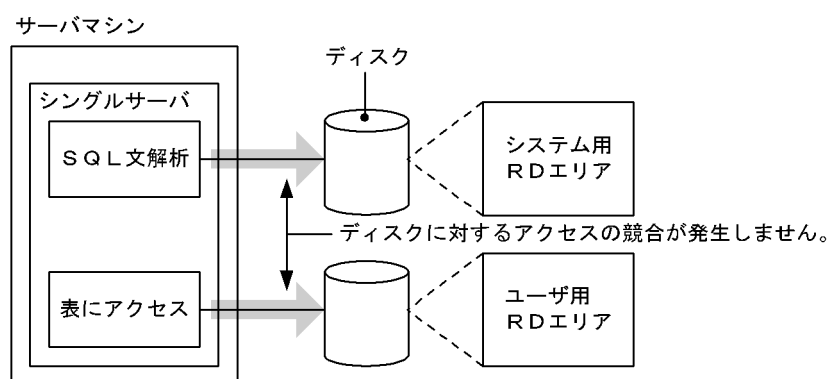 サーバマシン
ディスク
シングルサーバ
ＳＱＬ文解析
システム用
ＲＤエリア
ディスクに対するアクセスの競合が発生しません。
表にアクセス
ユーザ用
ＲＤエリア